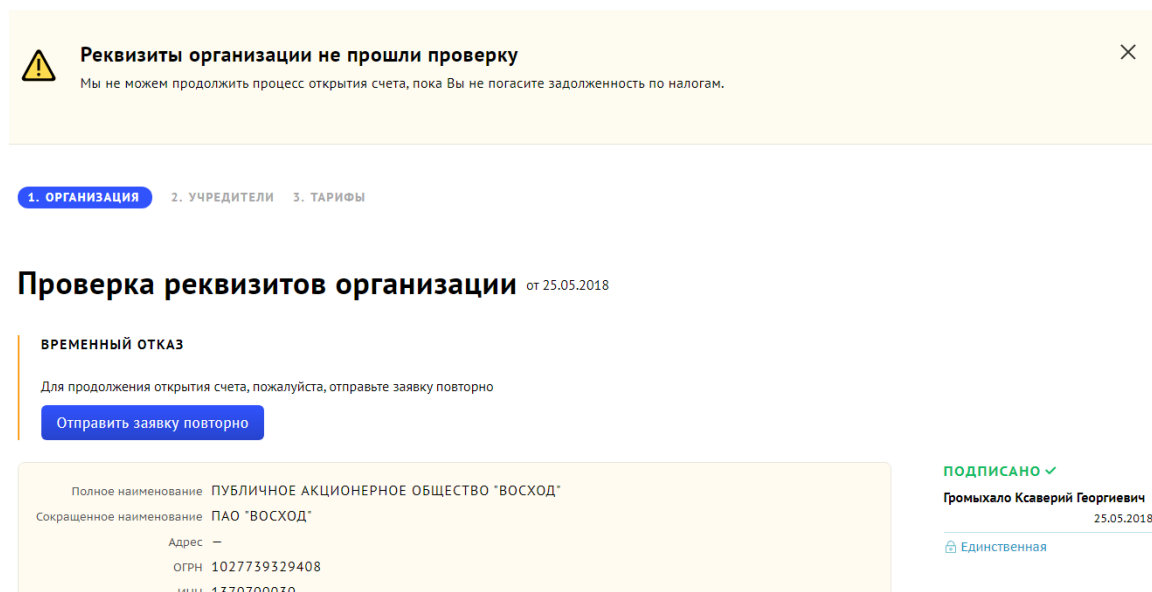 Реквизиты организации не прошли проверку
Мы не можем продолжить процесс открытия счета, пока Вы не погасите задолженность по налогам.
1. ОРГАНИЗАЦИЯ 2. УЧРЕДИТЕЛИ 3. ТАРИФЫ
Проверка реквизитов организации от 25.05.2018
ВРЕМЕННЫЙ ОТКАЗ
Для продолжения открытия счета, пожалуйста, отправьте заявку повторно
Отправить заявку повторно
Полное наименование ПУБЛИЧНОЕ АКЦИОНЕРНОЕ ОБЩЕСТВО "ВОСХОД"
Сокращенное наименование ПАО "ВОСХОД"
Адрес —
ОГРН 1027739329408
ИНН
ПОДПИСАНО
Громыхало Ксаверий Георгиевич
25.05.2018
Единственная